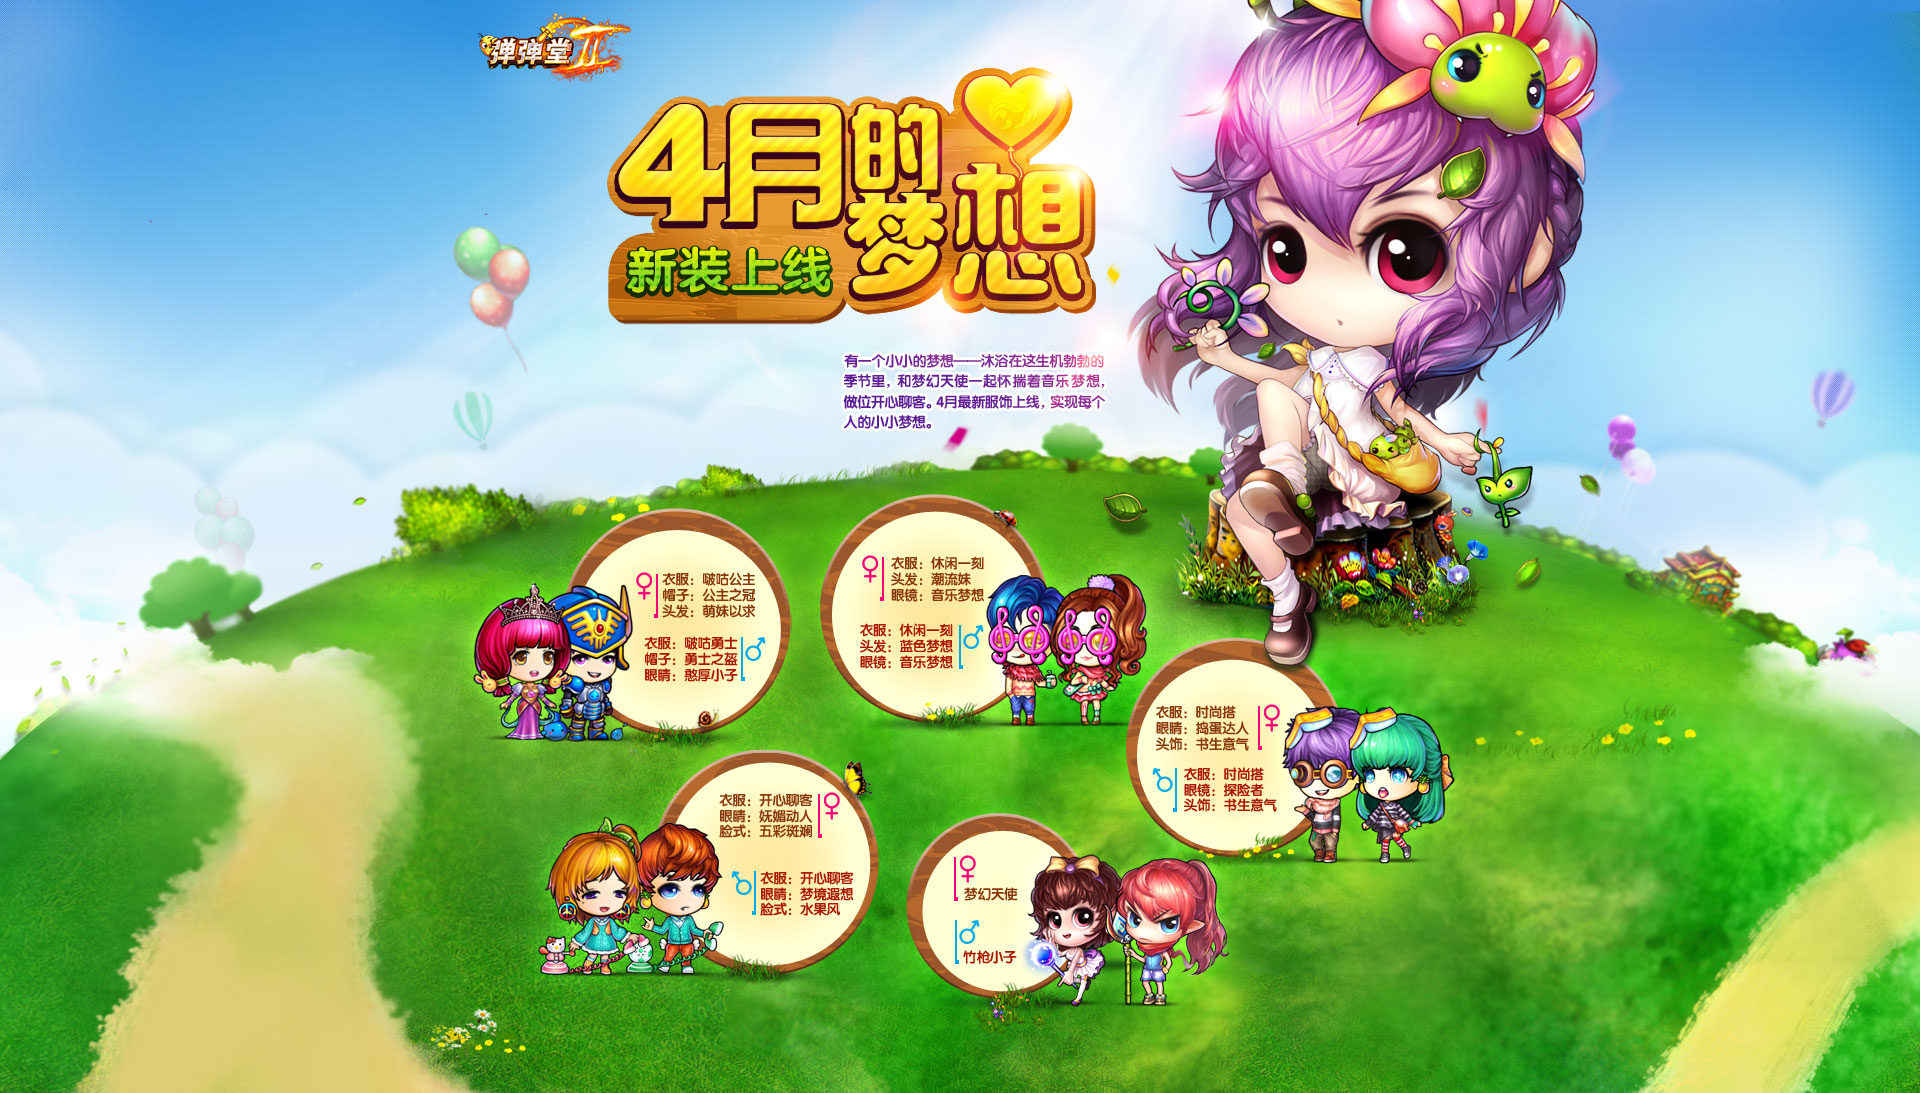 弹弹堂II
4月的梦想
新装上线
有一个小小的梦想——沐浴在这生机勃勃的
季节里，和梦幻天使一起怀揣着音乐梦想，
做位开心聊客。4月最新服饰上线，实现每个
人的小小梦想。
♀
衣服：啵咕公主
帽子：公主之冠
头发：萌妹以求
♂
衣服：啵咕勇士
帽子：勇士之盔
眼睛：憨厚小子
♀
衣服：休闲一刻
头发：潮流妹
眼镜：音乐梦想
♂
衣服：休闲一刻
头发：蓝色梦想
眼镜：音乐梦想
♀
衣服：时尚搭
眼睛：捣蛋达人
头饰：书生意气
♂
衣服：时尚搭
眼镜：探险者
头饰：书生意气
♀
衣服：开心聊客
眼睛：妩媚动人
脸式：五彩斑斓
♂
衣服：开心聊客
眼睛：梦境遐想
脸式：水果风
♀
梦幻天使
♂
竹枪小子